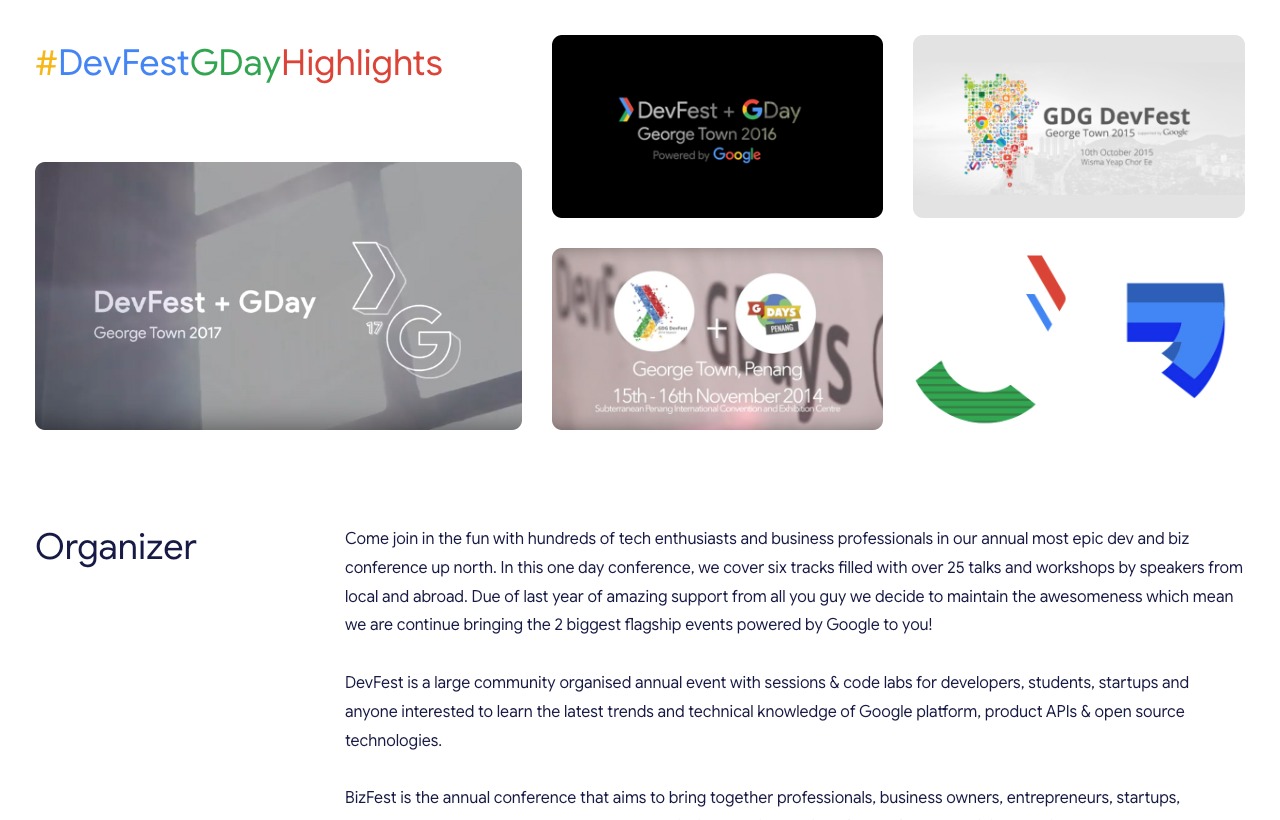 #DevFestGDayHighlights
DevFest + GDay
George Town 2016
Powered by Google
GDG DevFest
George Town 2015 supported by Google
10th October 2015
Wisma Yeap Chor Ee
DevFest + GDay
George Town 2017
17
G
DevFest
GDays
GDG DevFest
+
G DAYS
PENANG
George Town, Penang
15th - 16th November 2014
Subterranean Penang International Convention and Exhibition Centre
Organizer
Come join in the fun with hundreds of tech enthusiasts and business professionals in our annual most epic dev and biz
conference up north. In this one day conference, we cover six tracks filled with over 25 talks and workshops by speakers from
local and abroad. Due of last year of amazing support from all you guy we decide to maintain the awesomeness which mean
we are continue bringing the 2 biggest flagship events powered by Google to you!
DevFest is a large community organised annual event with sessions & code labs for developers, students, startups and
anyone interested to learn the latest trends and technical knowledge of Google platform, product APIs & open source
technologies.
BizFest is the annual conference that aims to bring together professionals, business owners, entrepreneurs, startups,